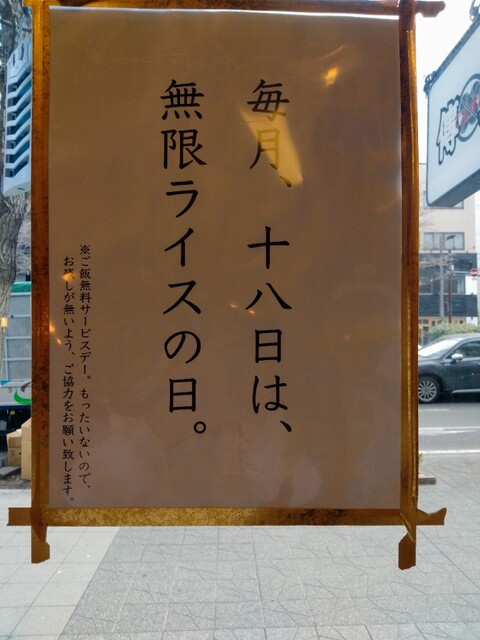 毎月、十八日は、
無限ライスの日。
※ご飯無料サービスデー。もったいないので、
お残しが無いよう、ご協力をお願い致します。